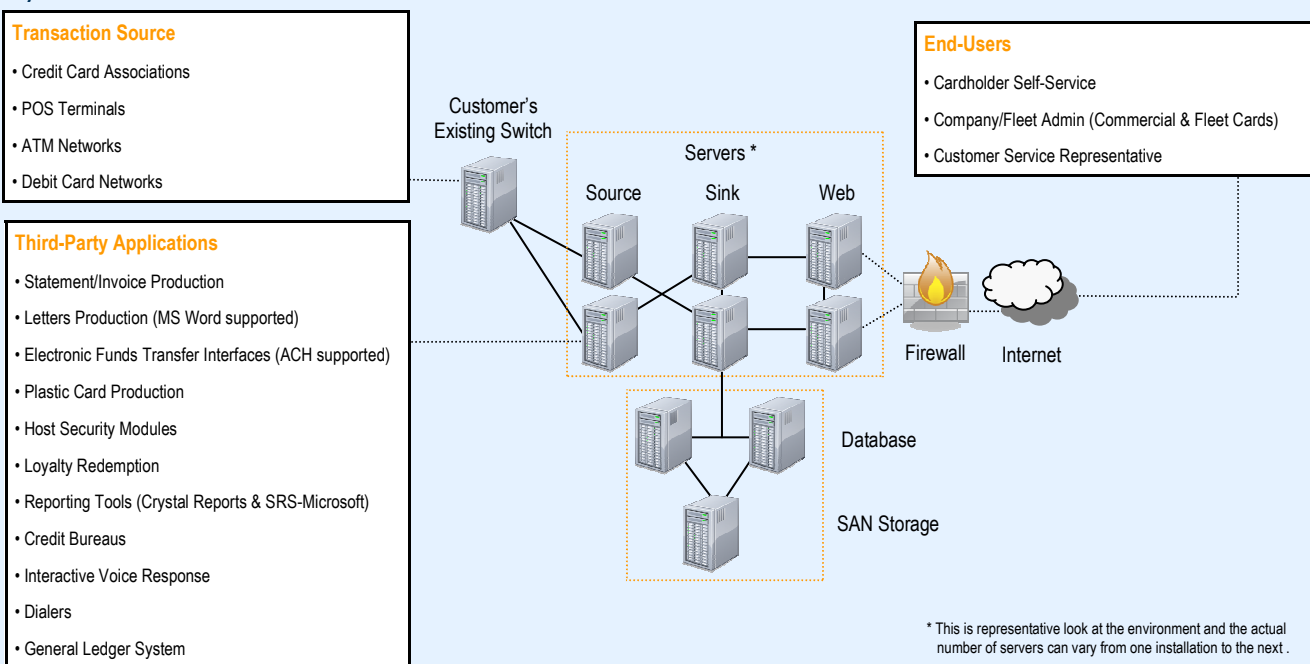 Transaction Source
• Credit Card Associations
• POS Terminals
• ATM Networks
• Debit Card Networks
Third-Party Applications
• Statement/Invoice Production
• Letters Production (MS Word supported)
• Electronic Funds Transfer Interfaces (ACH supported)
• Plastic Card Production
• Host Security Modules
• Loyalty Redemption
• Reporting Tools (Crystal Reports & SRS-Microsoft)
• Credit Bureaus
• Interactive Voice Response
• Dialers
• General Ledger System
Customer's
Existing Switch
Servers *
Source
Sink
Web
Database
SAN Storage
Firewall
Internet
End-Users
• Cardholder Self-Service
• Company/Fleet Admin (Commercial & Fleet Cards)
• Customer Service Representative
* This is representative look at the environment and the actual
number of servers can vary from one installation to the next .